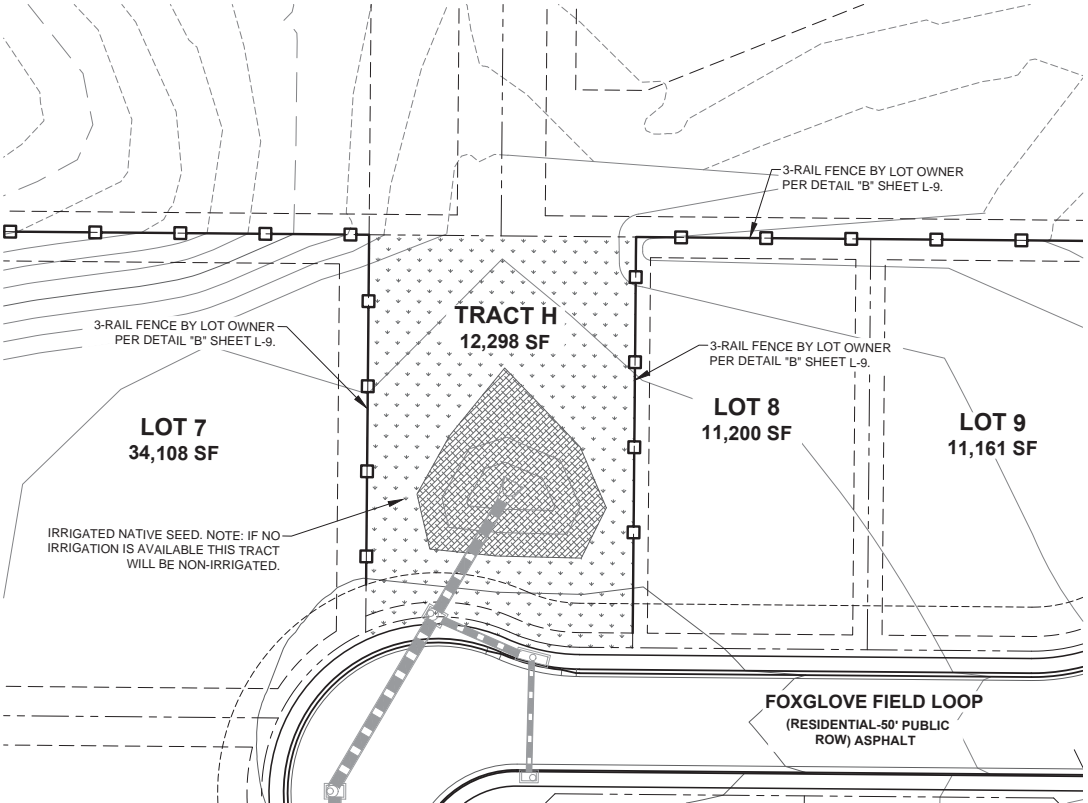 3-RAIL FENCE BY LOT OWNER
PER DETAIL "B" SHEET L-9.
TRACT H
12,298 SF
3-RAIL FENCE BY LOT OWNER
PER DETAIL "B" SHEET L-9.
3-RAIL FENCE BY LOT OWNER
PER DETAIL "B" SHEET L-9.
LOT 7
34,108 SF
LOT 8
11,200 SF
LOT 9
11,161 SF
IRRIGATED NATIVE SEED. NOTE: IF NO
IRRIGATION IS AVAILABLE THIS TRACT
WILL BE NON-IRRIGATED.
FOXGLOVE FIELD LOOP
(RESIDENTIAL-50' PUBLIC
ROW) ASPHALT